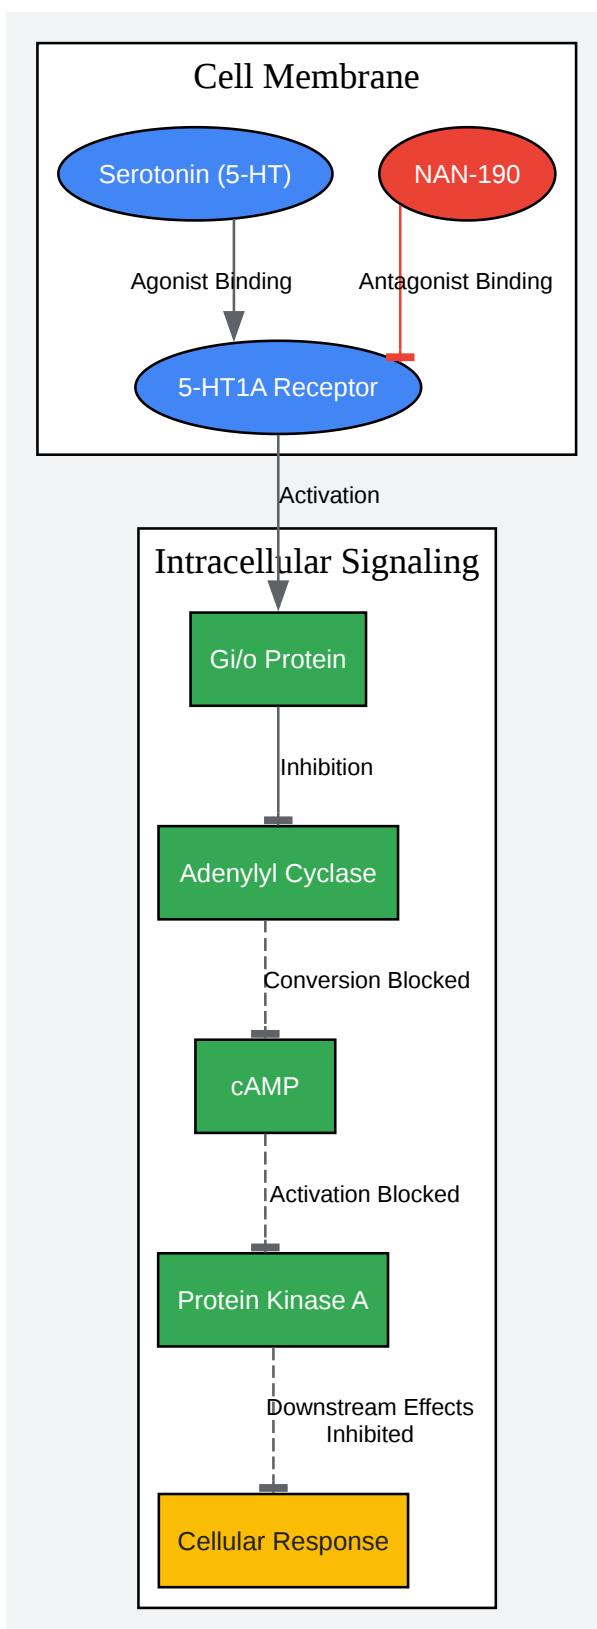 Cell Membrane
Serotonin (5-HT)
NAN-190
Agonist Binding
Antagonist Binding
5-HT1A Receptor
Activation
Intracellular Signaling
Gi/o Protein
Inhibition
Adenylyl Cyclase
Conversion Blocked
cAMP
Activation Blocked
Protein Kinase A
Downstream Effects
Inhibited
Cellular Response